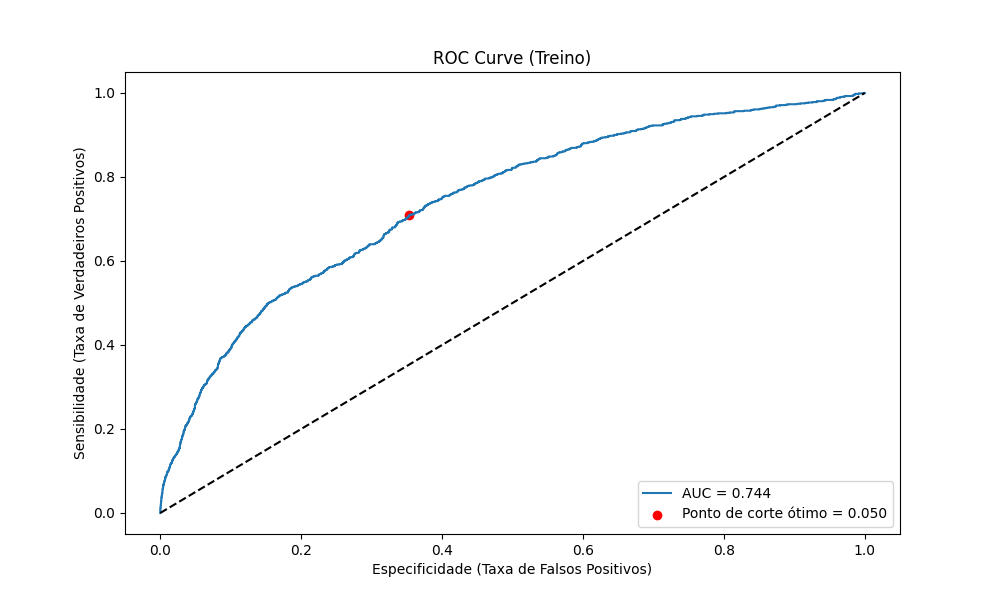 ROC Curve (Treino)
1.0
0.8
0.6
0.4
0.2
0.0
Sensibilidade (Taxa de Verdadeiros Positivos)
AUC = 0.744
Ponto de corte ótimo = 0.050
0.0 0.2 0.4 0.6 0.8 1.0
Especificidade (Taxa de Falsos Positivos)